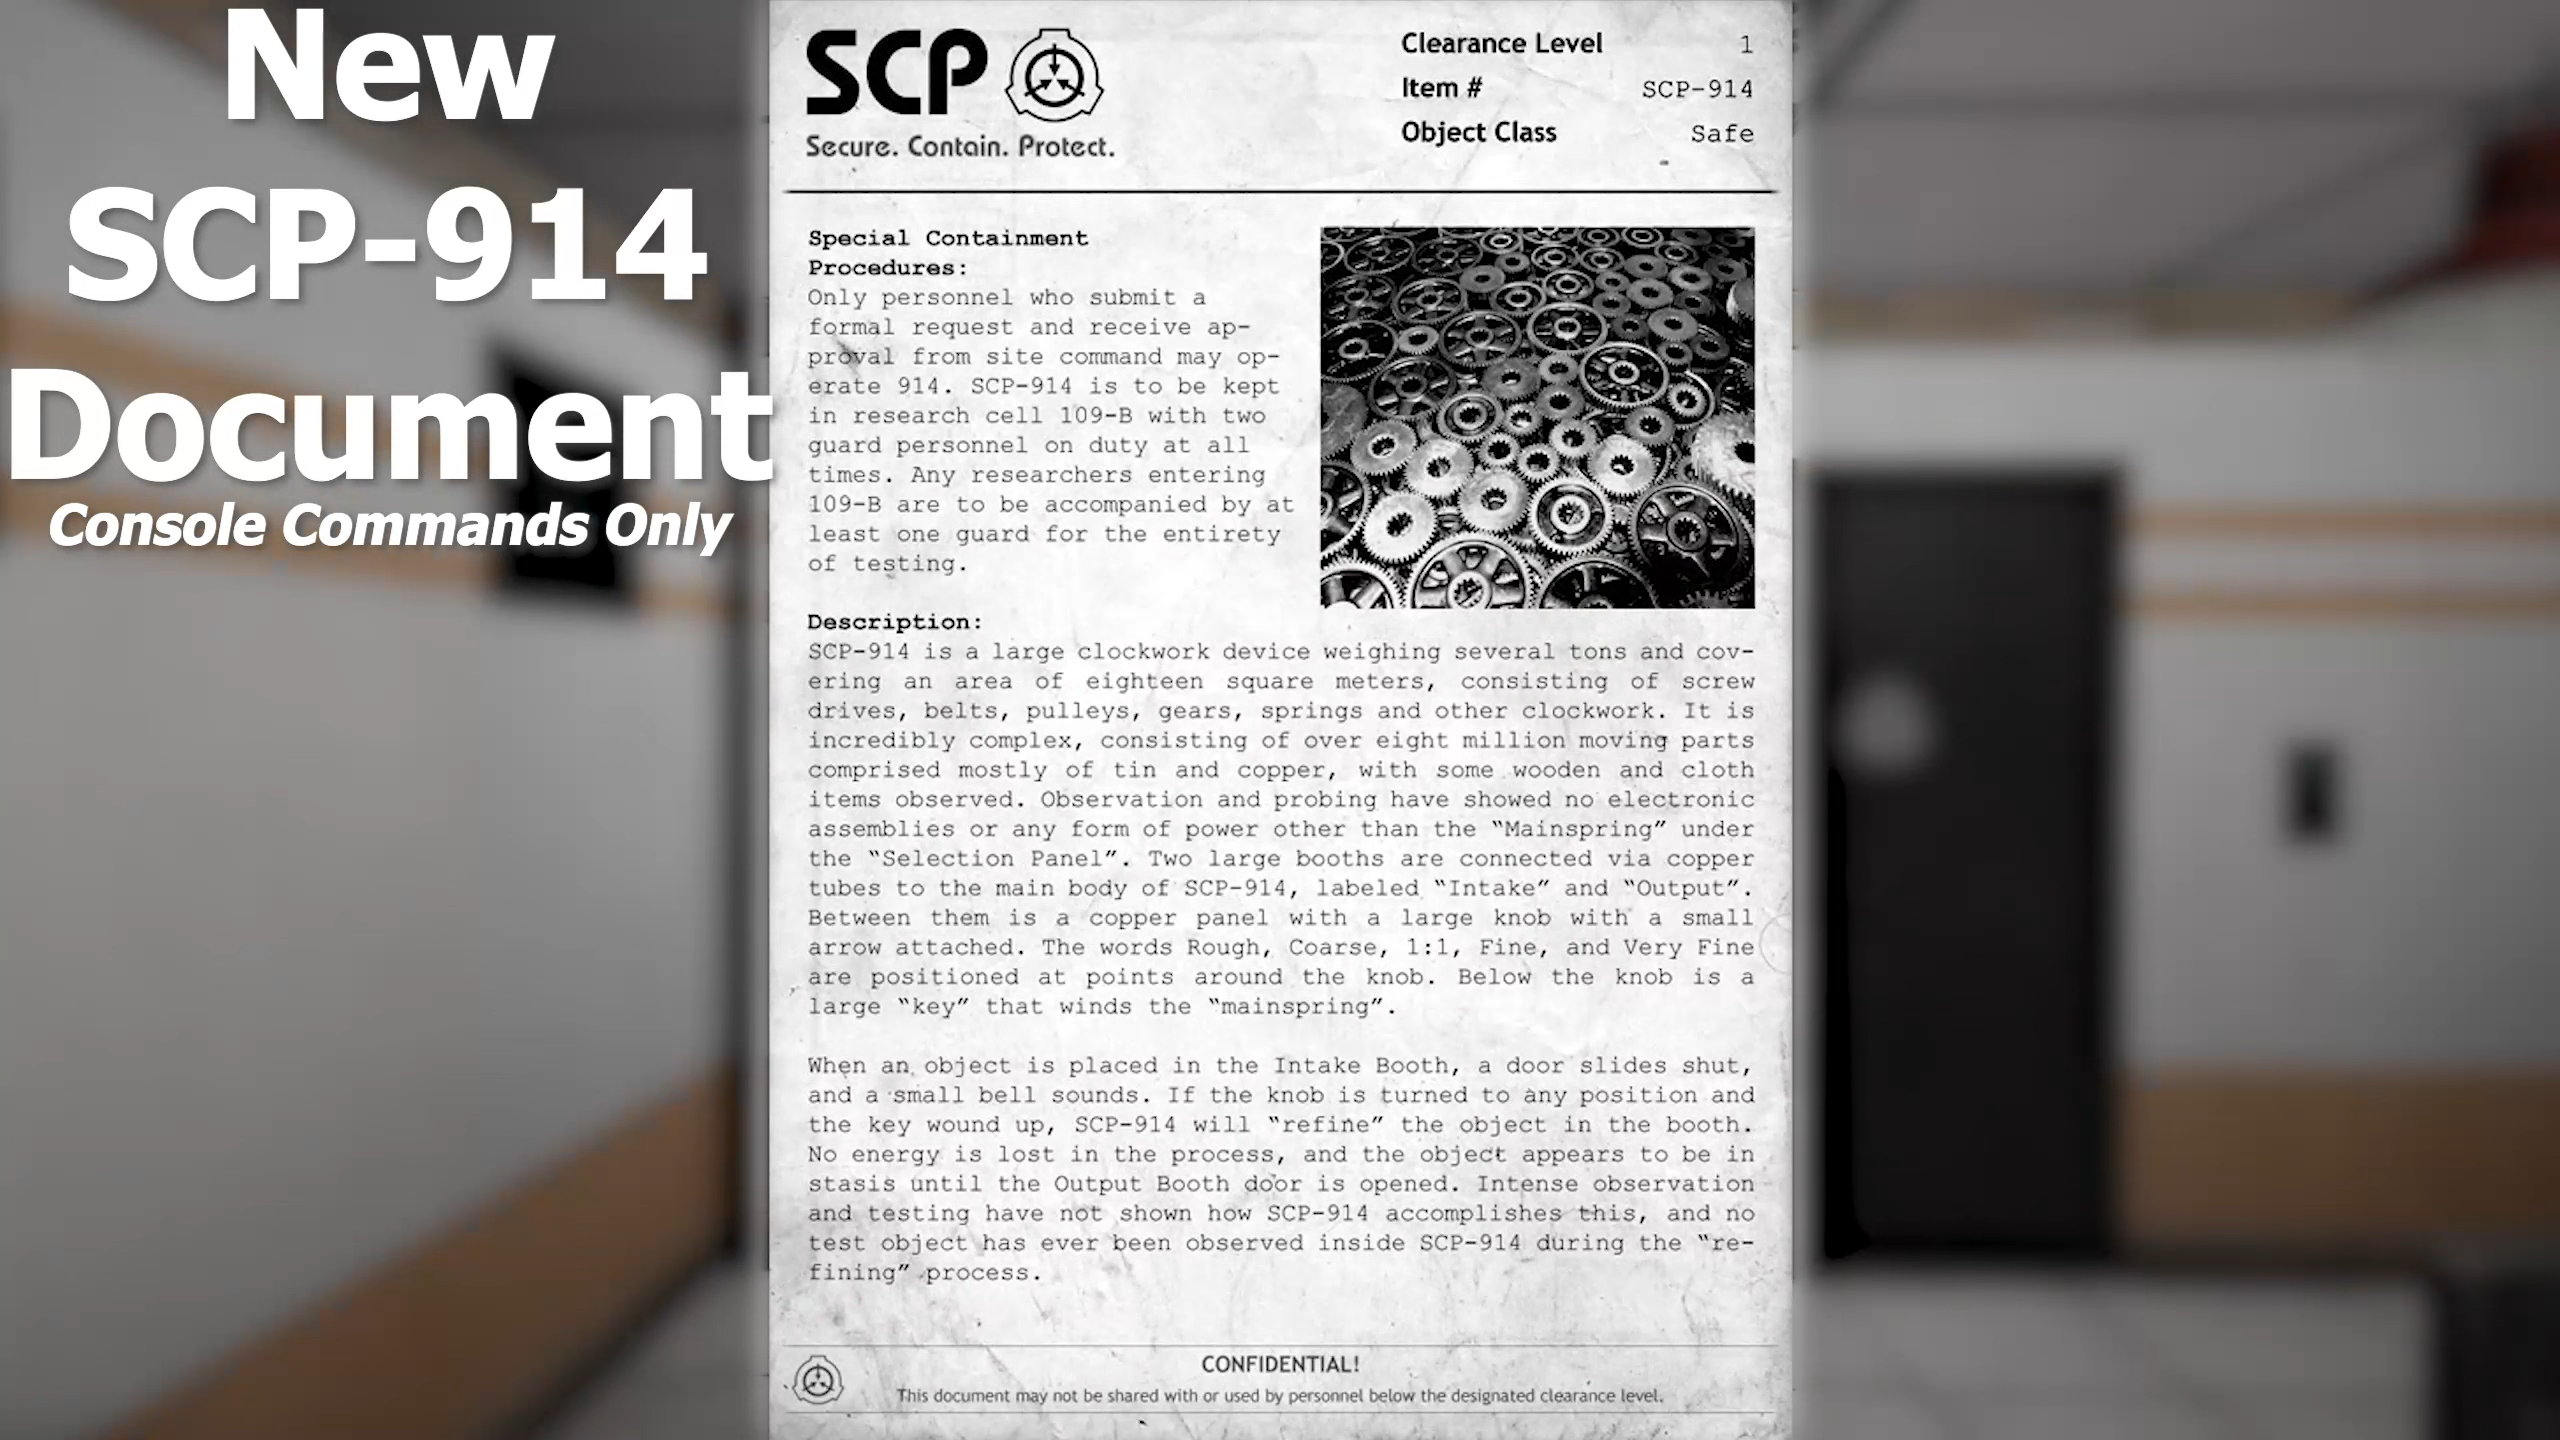 New
SCP-914
Document
Console Commands Only
SCP
Secure. Contain. Protect.
Clearance Level 1
Item # SCP-914
Object Class Safe
Special Containment
Procedures:
Only personnel who submit a
formal request and receive ap-
proval from site command may op-
erate 914. SCP-914 is to be kept
in research cell 109-B with two
guard personnel on duty at all
times. Any researchers entering
109-B are to be accompanied by at
least one guard for the entirety
of testing.
Description:
SCP-914 is a large clockwork device weighing several tons and cov-
ering an area of eighteen square meters, consisting of screw
drives, belts, pulleys, gears, springs and other clockwork. It is
incredibly complex, consisting of over eight million moving parts
comprised mostly of tin and copper, with some wooden and cloth
items observed. Observation and probing have showed no electronic
assemblies or any form of power other than the “Mainspring” under
the “Selection Panel”. Two large booths are connected via copper
tubes to the main body of SCP-914, labeled “Intake” and “Output”.
Between them is a copper panel with a large knob with a small
arrow attached. The words Rough, Coarse, 1:1, Fine, and Very Fine
are positioned at points around the knob. Below the knob is a
large “key” that winds the “mainspring”.
When an object is placed in the Intake Booth, a door slides shut,
and a small bell sounds. If the knob is turned to any position and
the key wound up, SCP-914 will “refine” the object in the booth.
No energy is lost in the process, and the object appears to be in
stasis until the Output Booth door is opened. Intense observation
and testing have not shown how SCP-914 accomplishes this, and no
test object has ever been observed inside SCP-914 during the “re-
fining” process.
CONFIDENTIAL!
This document may not be shared with or used by personnel below the designated clearance level.